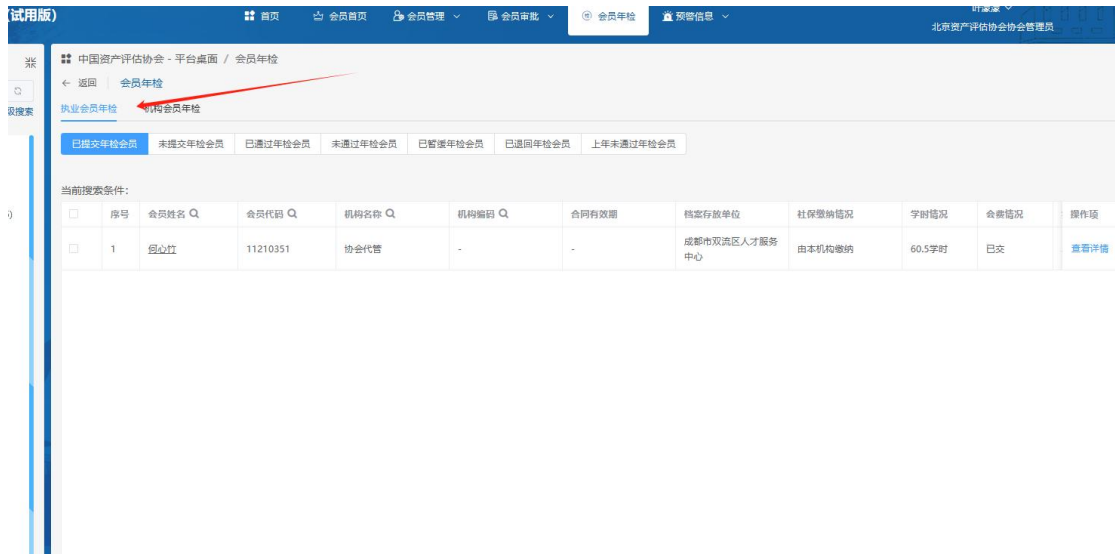 (试用版)
首页 会员首页 会员管理 会员审批 会员年检 预警信息
北京资产评估协会协会管理员
中国资产评估协会 - 平台桌面 / 会员年检
← 返回 会员年检
级搜索
执业会员年检 机构会员年检
已提交年检会员 未提交年检会员 已通过年检会员 未通过年检会员 已暂缓年检会员 已退回年检会员 上年未通过年检会员
当前搜索条件:
序号 会员姓名 会员代码 机构名称 机构编码 合同有效期 档案存放单位 社保缴纳情况 学时情况 会费情况 操作项
1 何心竹 11210351 协会代管 - - 成都市双流区人才服务 由本机构缴纳 60.5学时 已交 查看详情
中心